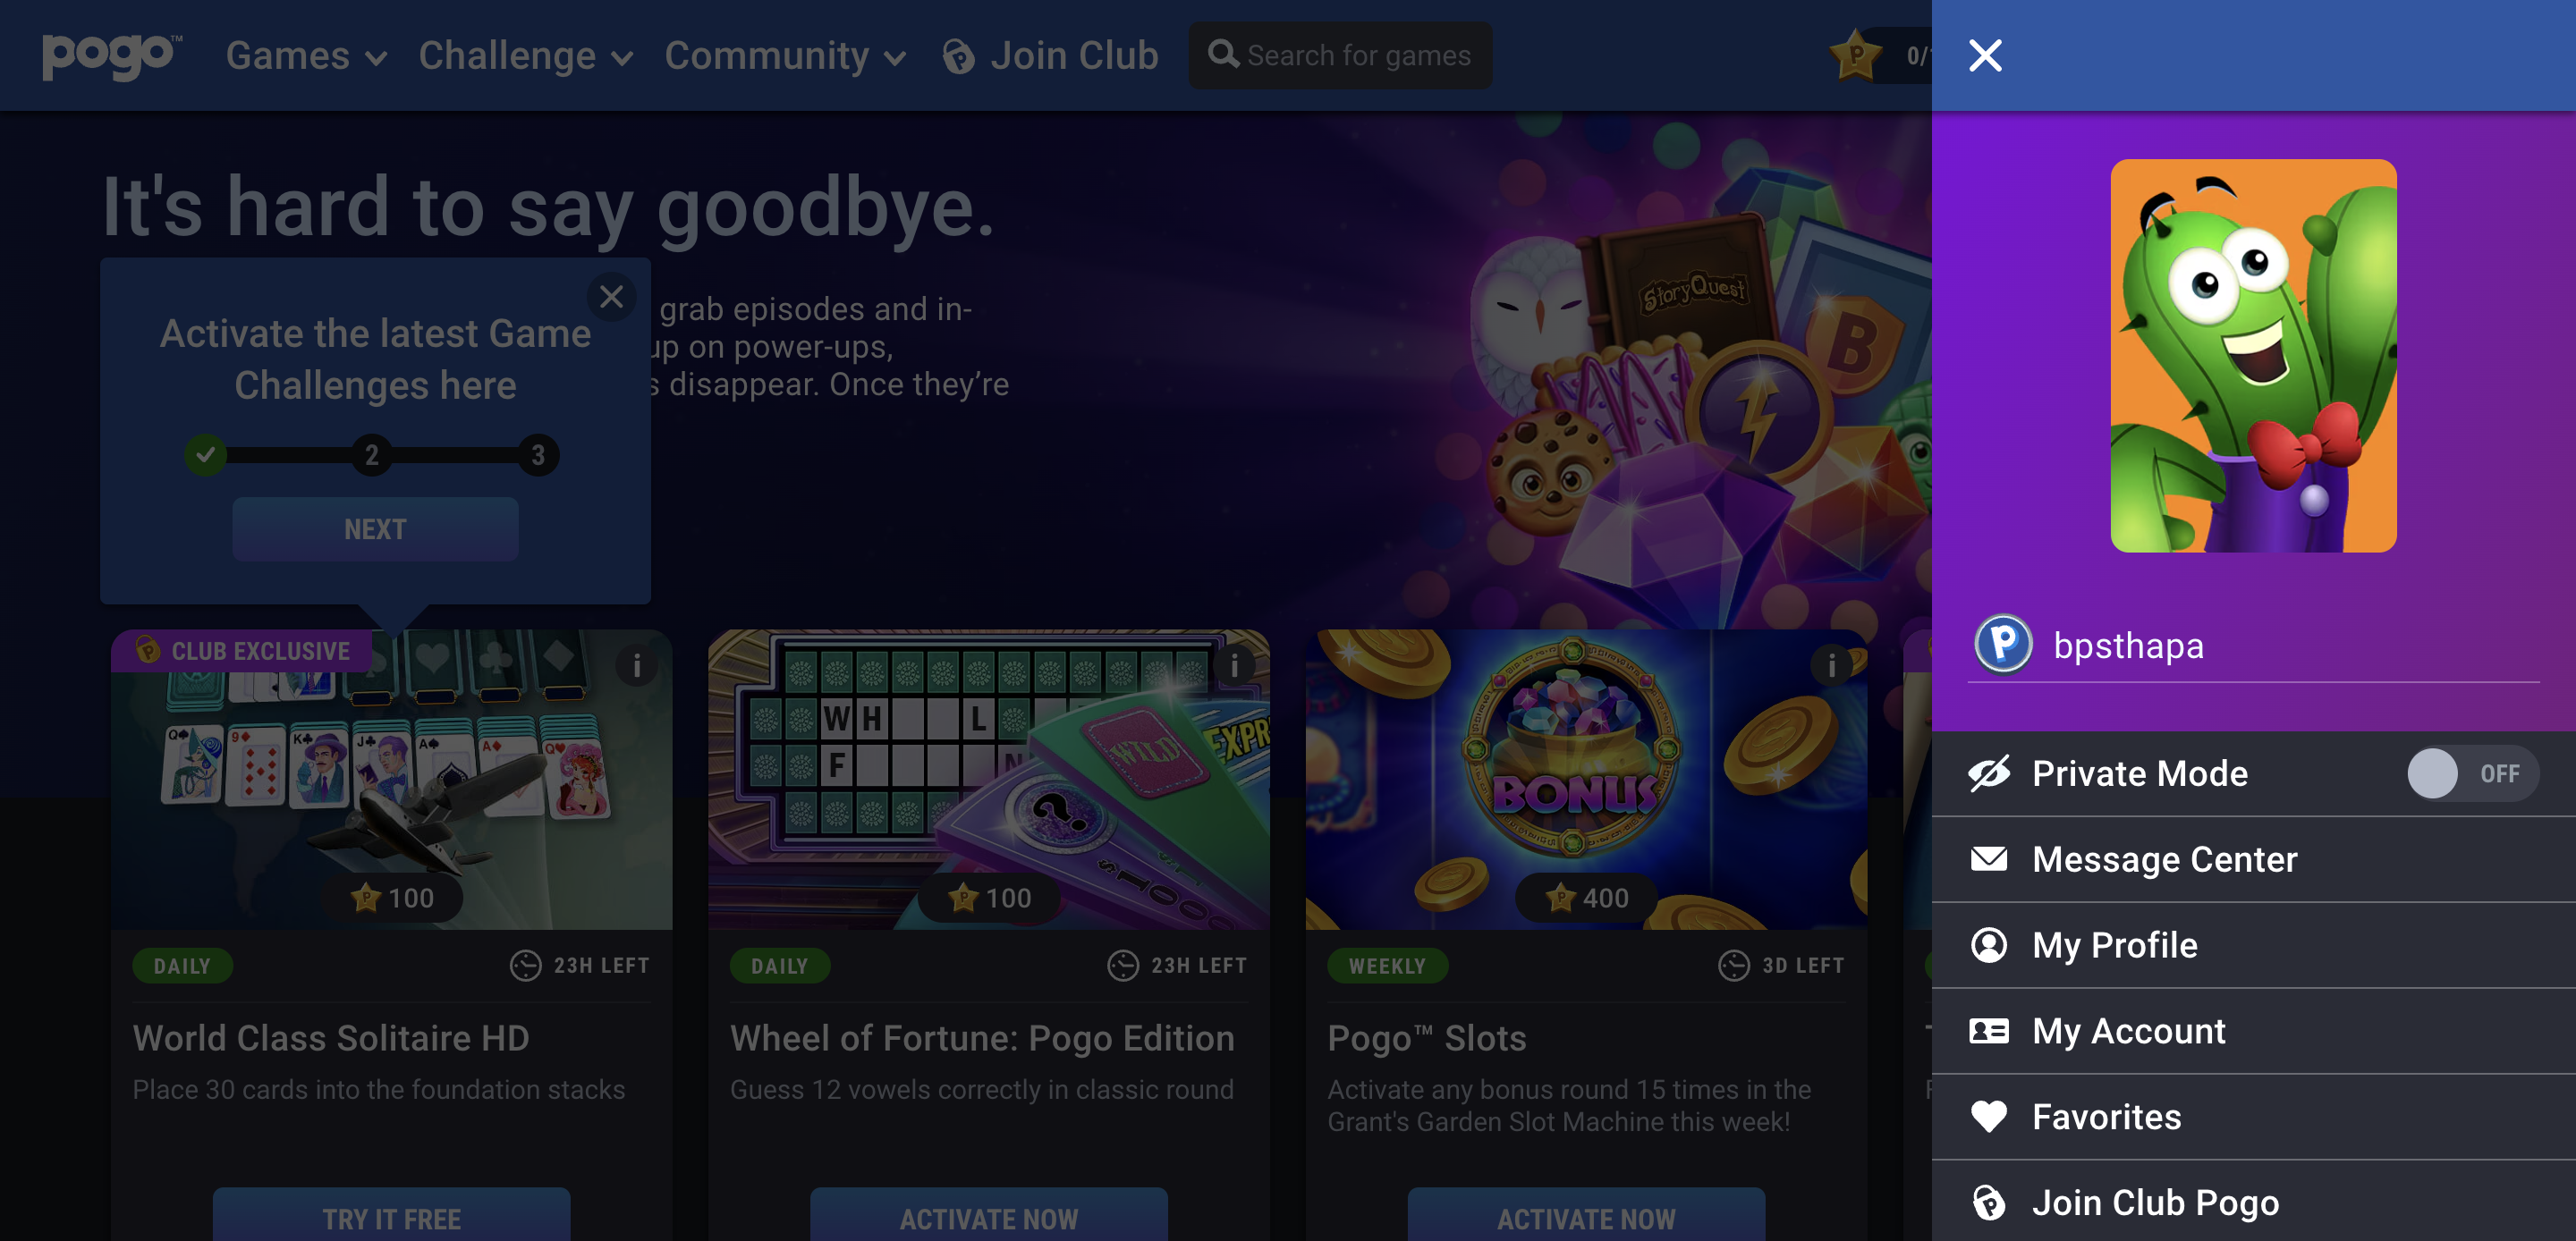 pogo™
Games
Challenge
Community
Join Club
Search for games
P
0/
It's hard to say goodbye.
grab episodes and in-
up on power-ups,
s disappear. Once they're
Activate the latest Game
Challenges here
2
3
NEXT
StoryQuest
B
CLUB EXCLUSIVE
i
Q
9
K
J
A
A
Q
100
DAILY
23H LEFT
World Class Solitaire HD
Place 30 cards into the foundation stacks
TRY IT FREE
i
W H L
F N
WILD
EXPR
?
$1000
100
DAILY
23H LEFT
Wheel of Fortune: Pogo Edition
Guess 12 vowels correctly in classic round
ACTIVATE NOW
i
BONUS
400
WEEKLY
3D LEFT
Pogo™ Slots
Activate any bonus round 15 times in the
Grant's Garden Slot Machine this week!
ACTIVATE NOW
bpsthapa
Private Mode
OFF
Message Center
My Profile
My Account
Favorites
Join Club Pogo